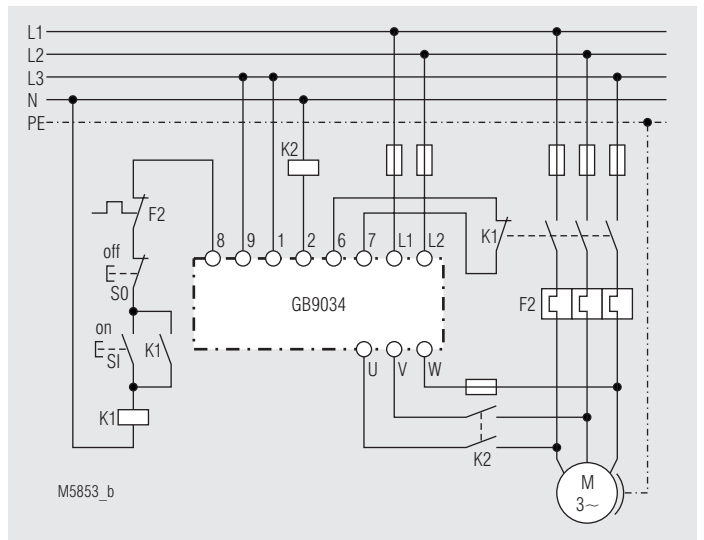 L1
L2
L3
N
PE
K2
F2
8
9
1
2
6
7
L1
L2
K1
off
S0
GB9034
F2
on
SI
K1
U
V
W
K1
K2
M
3~
M5853_b